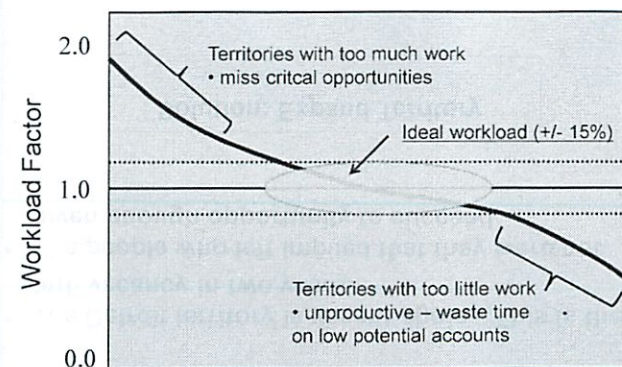 2.0
Territories with too much work
• miss critcal opportunities
Ideal workload (+/- 15%)
Workload Factor
1.0
Territories with too little work
• unproductive – waste time
on low potential accounts
0.0